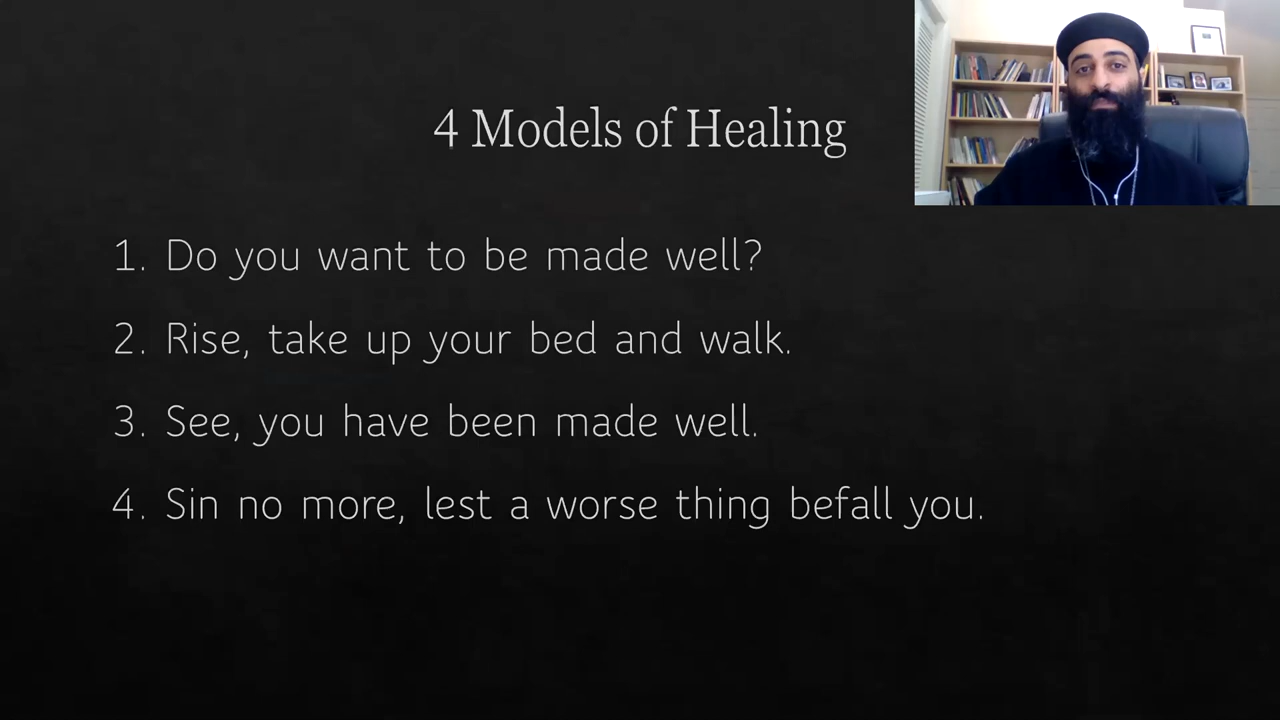 4 Models of Healing
1. Do you want to be made well?
2. Rise, take up your bed and walk.
3. See, you have been made well.
4. Sin no more, lest a worse thing befall you.